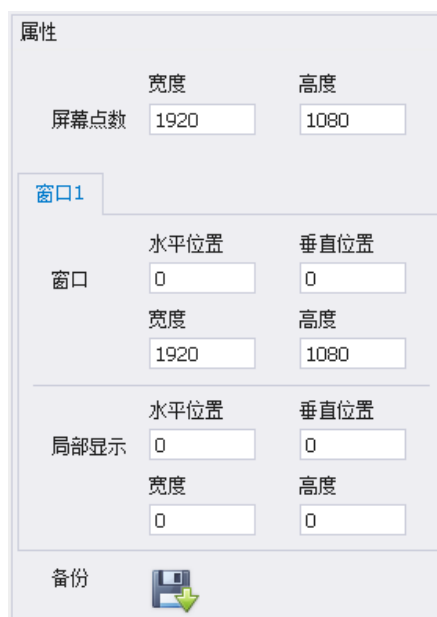 属性
宽度 高度
屏幕点数 1920 1080
窗口1
水平位置 垂直位置
窗口 0 0
宽度 高度
1920 1080
水平位置 垂直位置
局部显示 0 0
宽度 高度
0 0
备份